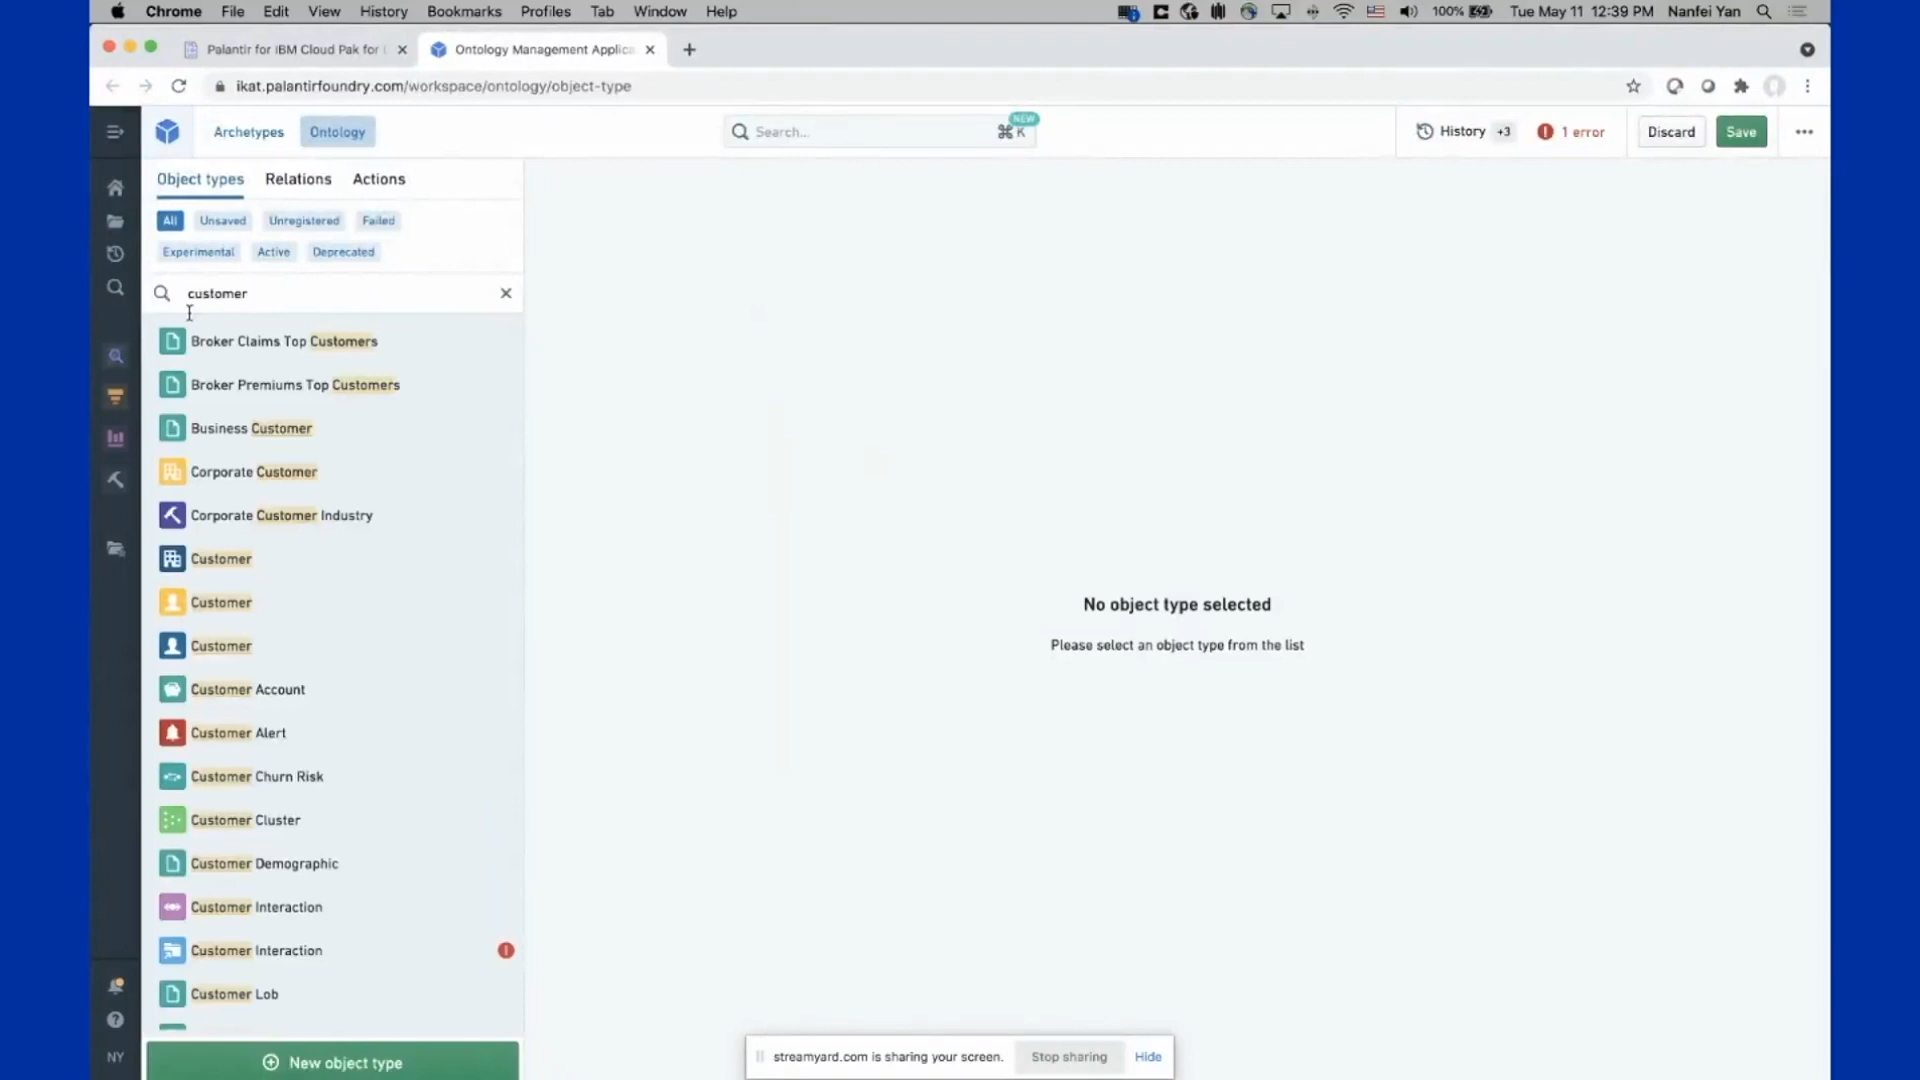 Chrome File Edit View History Bookmarks Profiles Tab Window Help 100% Tue May 11 12:39 PM Nanfei Yan
Palantir for IBM Cloud Pak for Ontology Management Applica
ikat.palantirfoundry.com/workspace/ontology/object-type
Archetypes Ontology Search... ⌘ K NEW History +3 1 error Discard Save
Object types Relations Actions
All Unsaved Unregistered Failed
Experimental Active Deprecated
customer
Broker Claims Top Customers
Broker Premiums Top Customers
Business Customer
Corporate Customer
Corporate Customer Industry
Customer
Customer
Customer
Customer Account
Customer Alert
Customer Churn Risk
Customer Cluster
Customer Demographic
Customer Interaction
Customer Interaction
Customer Lob
New object type
NY
No object type selected
Please select an object type from the list
streamyard.com is sharing your screen. Stop sharing Hide